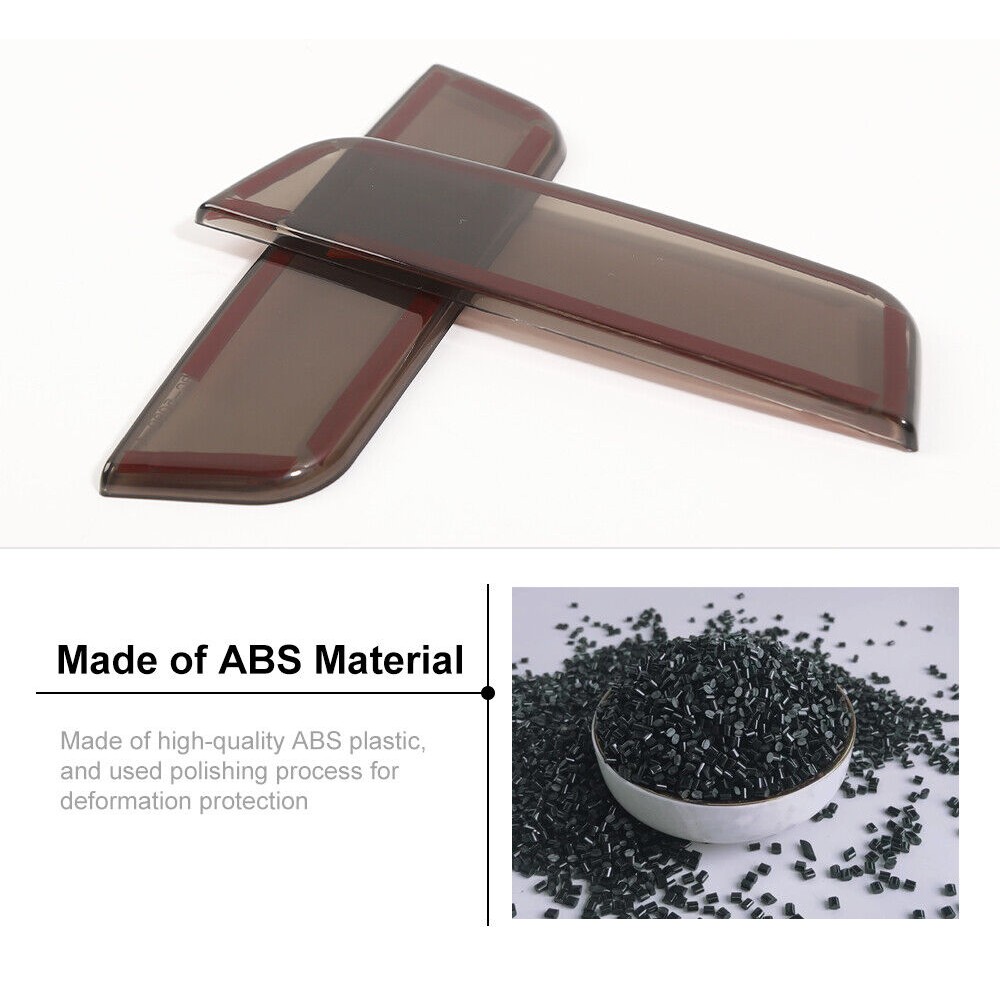 Made of ABS Material
Made of high-quality ABS plastic,
and used polishing process for
deformation protection